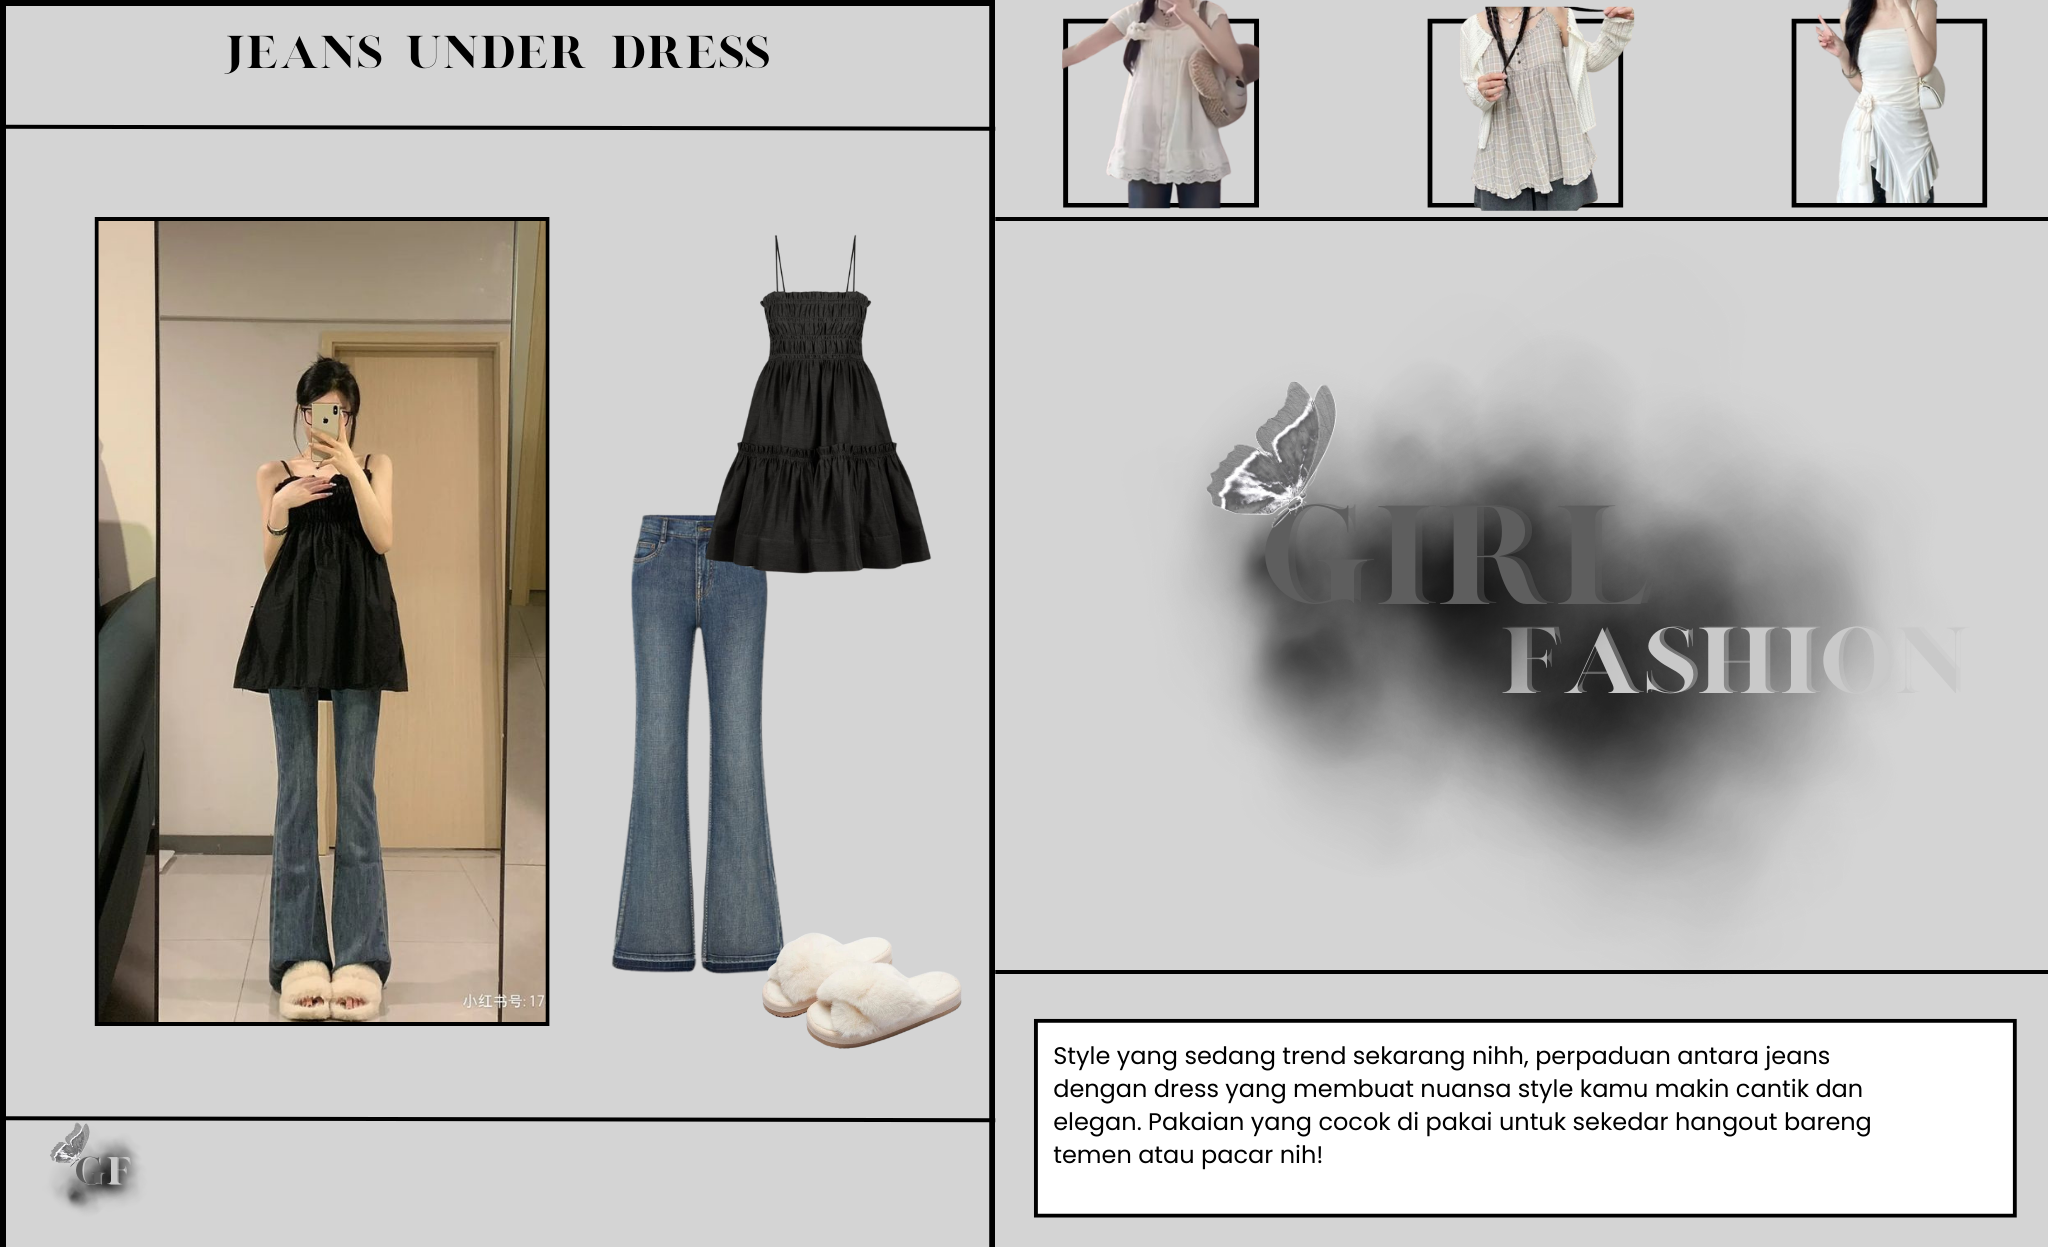 JEANS UNDER DRESS
小红书号: 17
GF
GIRL
FASHION
Style yang sedang trend sekarang nihh, perpaduan antara jeans
dengan dress yang membuat nuansa style kamu makin cantik dan
elegan. Pakaian yang cocok di pakai untuk sekedar hangout bareng
temen atau pacar nih!